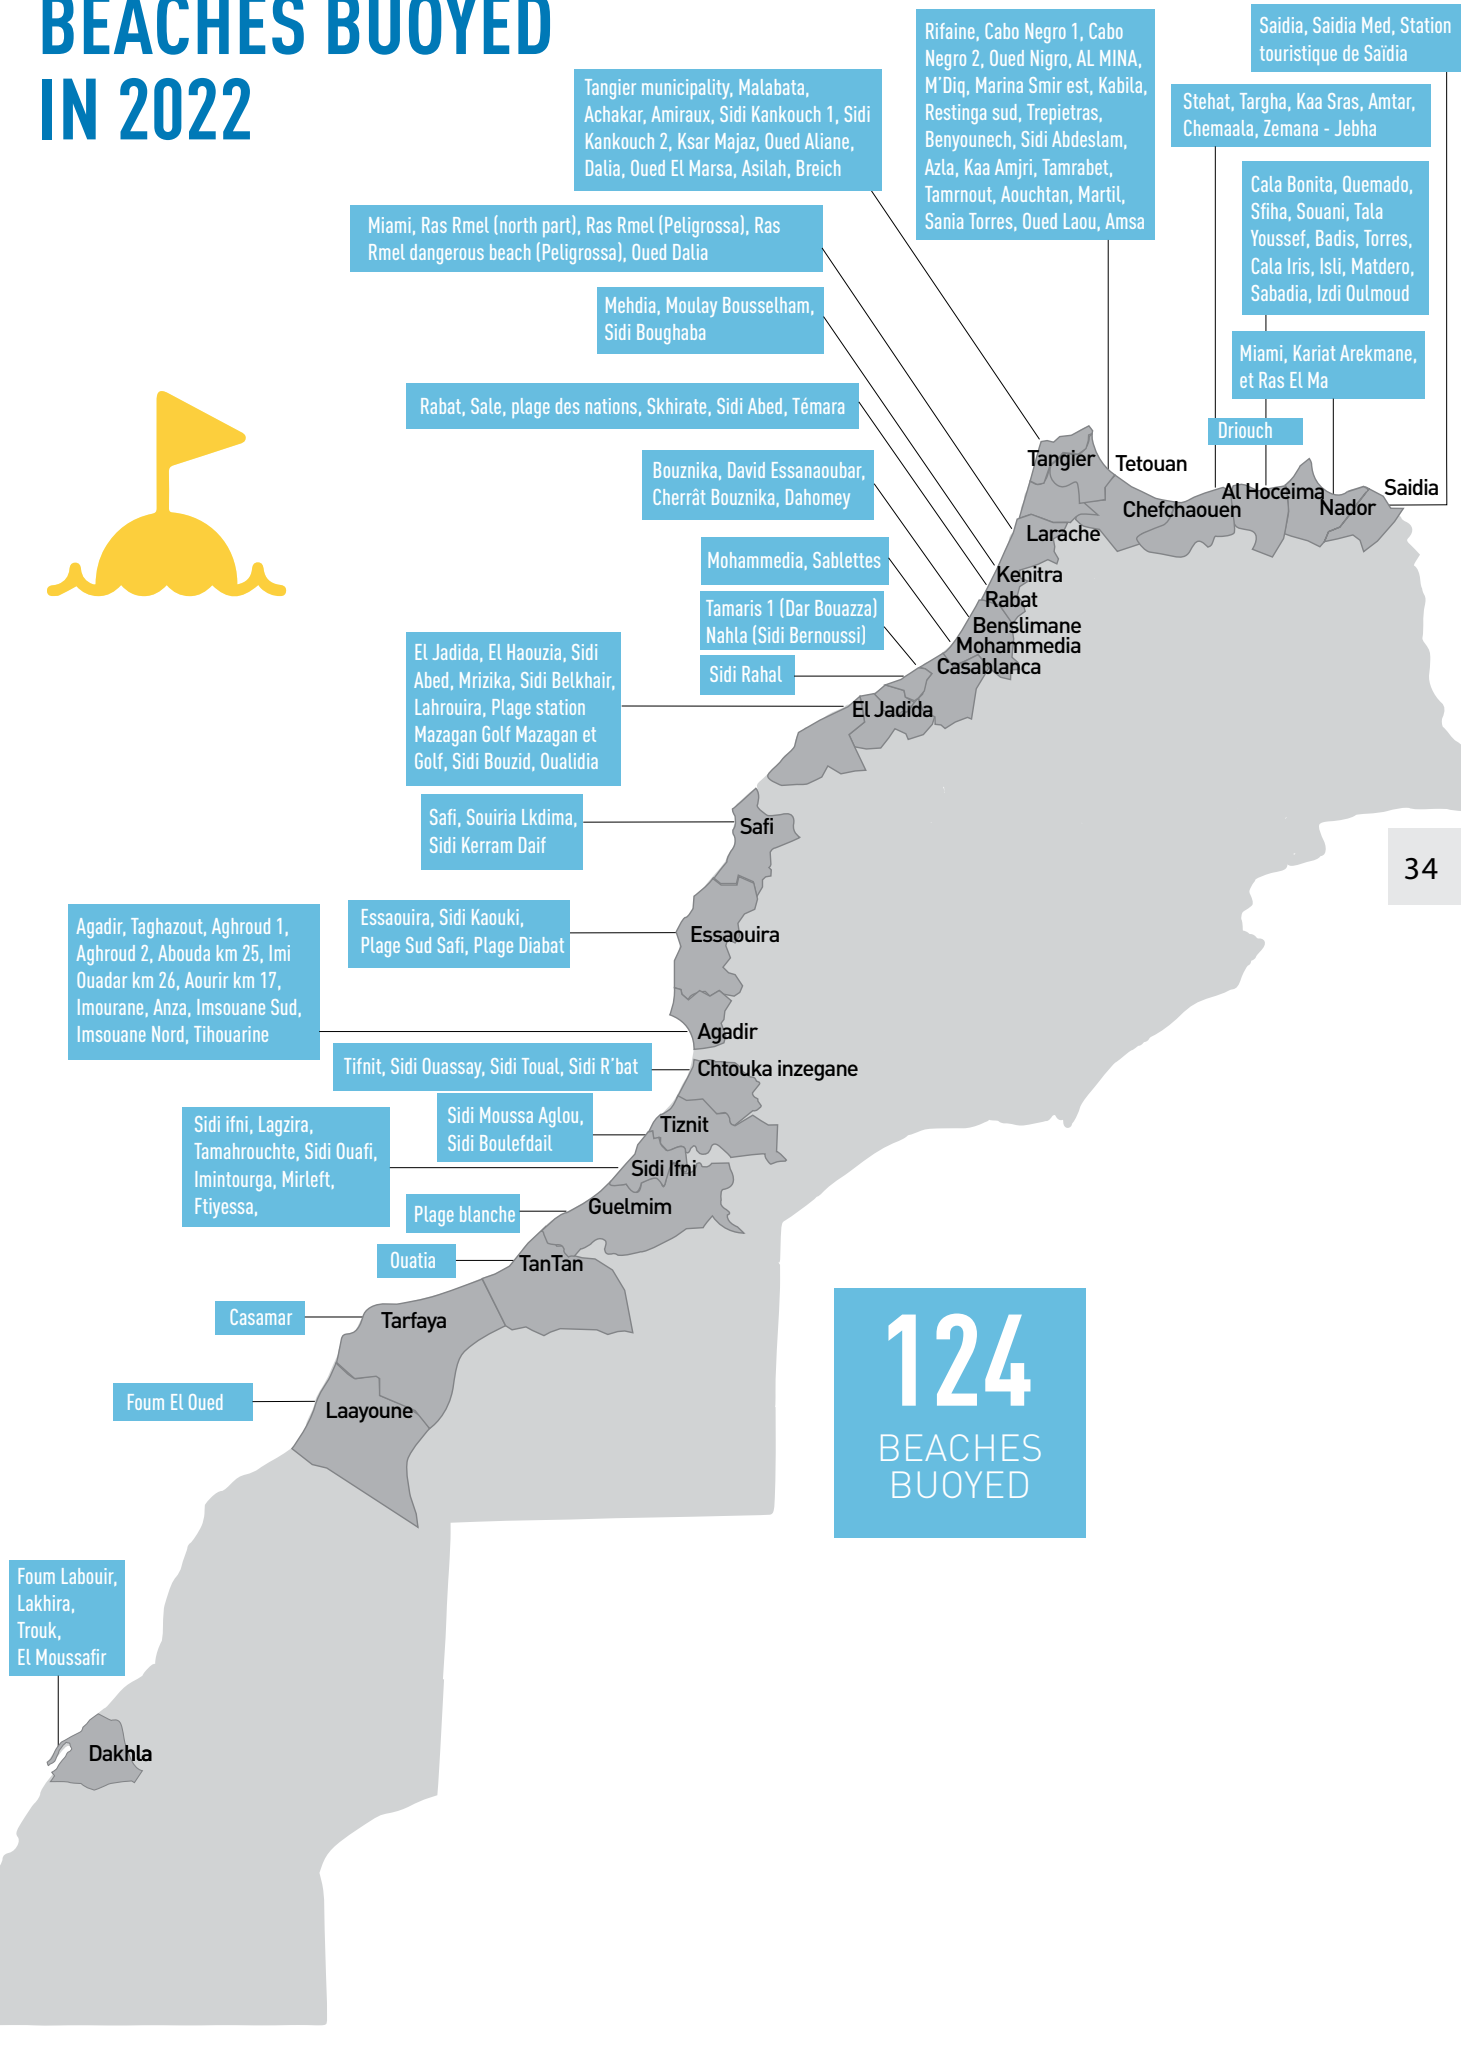 BEACHES BUOYED
IN 2022
Saidia, Saidia Med, Station
touristique de Saïdia
Rifaine, Cabo Negro 1, Cabo
Negro 2, Oued Nigro, AL MINA,
M'Diq, Marina Smir est, Kabila,
Restinga sud, Trepietras,
Benyounech, Sidi Abdeslam,
Azla, Kaa Amjri, Tamrabet,
Tamrnout, Aouchtan, Martil,
Sania Torres, Oued Laou, Amsa
Tangier municipality, Malabata,
Achakar, Amiraux, Sidi Kankouch 1, Sidi
Kankouch 2, Ksar Majaz, Oued Aliane,
Dalia, Oued El Marsa, Asilah, Breich
Stehat, Targha, Kaa Sras, Amtar,
Chemaala, Zemana - Jebha
Cala Bonita, Quemado,
Sfiha, Souani, Tala
Youssef, Badis, Torres,
Cala Iris, Isli, Matdero,
Sabadia, Izdi Oulmoud
Miami, Ras Rmel (north part), Ras Rmel (Peligrossa), Ras
Rmel dangerous beach (Peligrossa), Oued Dalia
Mehdia, Moulay Bousselham,
Sidi Boughaba
Miami, Kariat Arekmane,
et Ras El Ma
Rabat, Sale, plage des nations, Skhirate, Sidi Abed, Témara
Driouch
Bouznika, David Essanaoubar,
Cherrât Bouznika, Dahomey
Tangier
Tetouan
Chefchaouen
Al Hoceima
Nador
Saidia
Larache
Mohammedia, Sablettes
Kenitra
Rabat
Tamaris 1 (Dar Bouazza)
Nahla (Sidi Bernoussi)
Benslimane
Mohammedia
Casablanca
Sidi Rahal
El Jadida, El Haouzia, Sidi
Abed, Mrizika, Sidi Belkhair,
Lahrouira, Plage station
Mazagan Golf Mazagan et
Golf, Sidi Bouzid, Oualidia
El Jadida
Safi, Souiria Lkdima,
Sidi Kerram Daif
Safi
34
Agadir, Taghazout, Aghroud 1,
Aghroud 2, Abouda km 25, Imi
Ouadar km 26, Aourir km 17,
Imourane, Anza, Imsouane Sud,
Imsouane Nord, Tihouarine
Essaouira, Sidi Kaouki,
Plage Sud Safi, Plage Diabat
Essaouira
Agadir
Tifnit, Sidi Ouassay, Sidi Toual, Sidi R'bat
Chtouka inzegane
Sidi Moussa Aglou,
Sidi Boulefdail
Tiznit
Sidi ifni, Lagzira,
Tamahrouchte, Sidi Ouafi,
Imintourga, Mirleft,
Ftiyessa,
Sidi Ifni
Plage blanche
Guelmim
Ouatia
TanTan
Casamar
Tarfaya
Foum El Oued
Laayoune
124
BEACHES
BUOYED
Foum Labouir,
Lakhira,
Trouk,
El Moussafir
Dakhla